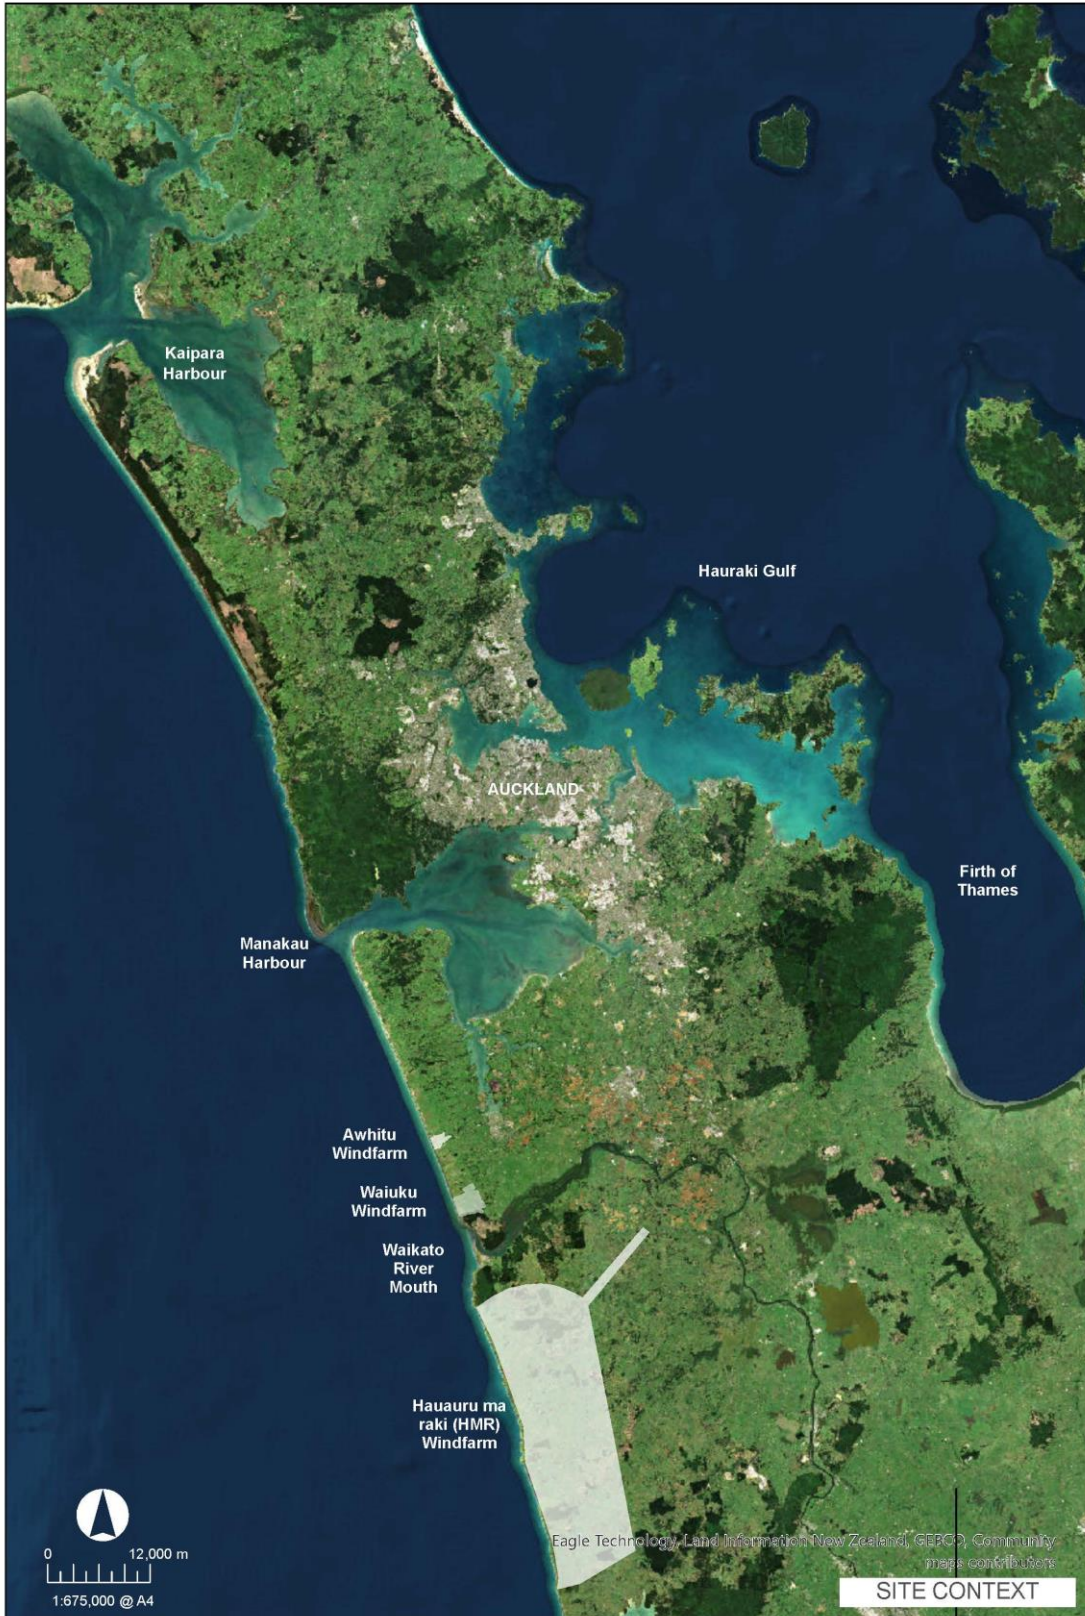 Kaipara
Harbour
Hauraki Gulf
AUCKLAND
Firth of
Thames
Manakau
Harbour
Awhitu
Windfarm
Waiuku
Windfarm
Waikato
River
Mouth
Hauauru ma
raki (HMR)
Windfarm
0 12,000 m
1:675,000 @ A4
Eagle Technology, Land Information New Zealand, GEBCO, Community
maps contributors
SITE CONTEXT